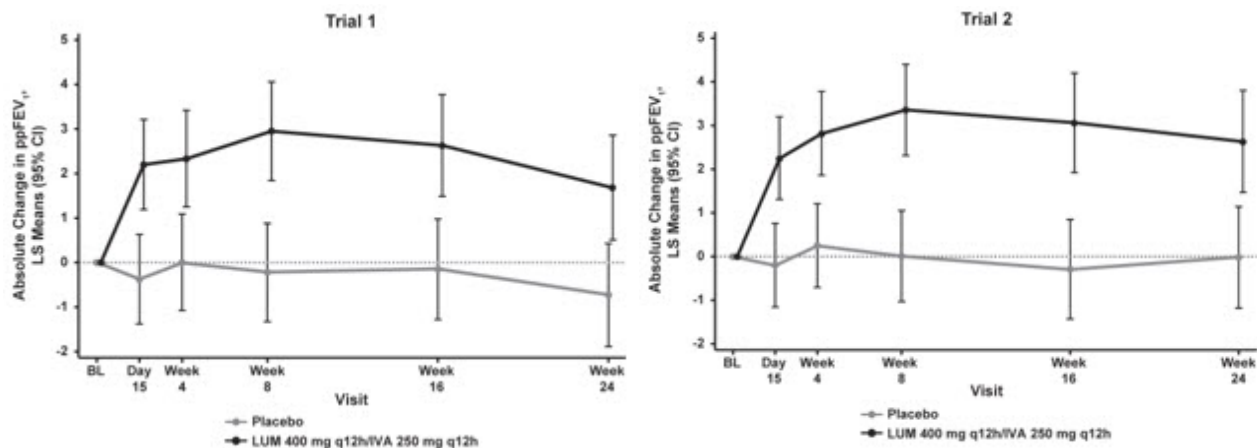 Trial 1
Absolute Change in ppFEV₁,
LS Means (95% CI)
5
4
3
2
1
0
-1
-2
BL
Day
15
Week
4
Week
8
Week
16
Week
24
Visit
Placebo
LUM 400 mg q12h/IVA 250 mg q12h
Trial 2
Absolute Change in ppFEV₁,
LS Means (95% CI)
5
4
3
2
1
0
-1
-2
BL
Day
15
Week
4
Week
8
Week
16
Week
24
Visit
Placebo
LUM 400 mg q12h/IVA 250 mg q12h